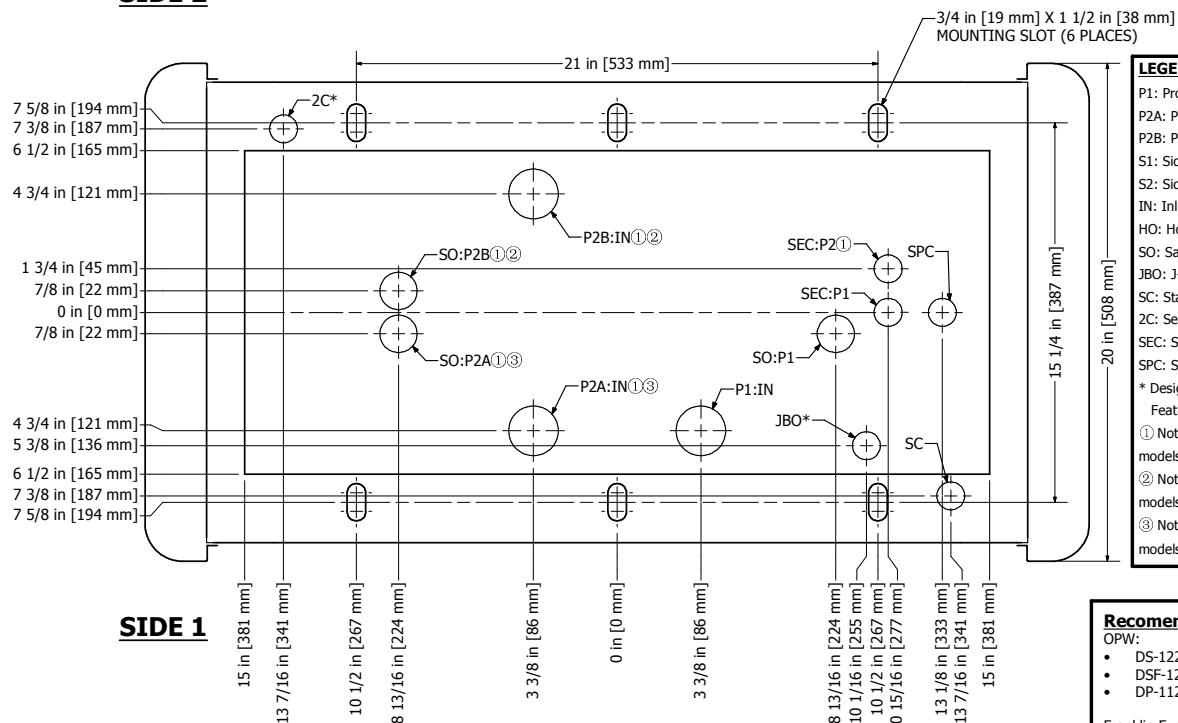 3/4 in [19 mm] X 1 1/2 in [38 mm]
MOUNTING SLOT (6 PLACES)
21 in [533 mm]
7 5/8 in [194 mm]
7 3/8 in [187 mm]
6 1/2 in [165 mm]
4 3/4 in [121 mm]
1 3/4 in [45 mm]
7/8 in [22 mm]
0 in [0 mm]
7/8 in [22 mm]
4 3/4 in [121 mm]
5 3/8 in [136 mm]
6 1/2 in [165 mm]
7 3/8 in [187 mm]
7 5/8 in [194 mm]
2C*
P2B:IN①②
SO:P2B①②
SEC:P2①
SPC
SEC:P1
SO:P2A①③
SO:P1
P2A:IN①③
P1:IN
JBO*
SC
15 1/4 in [387 mm]
20 in [508 mm]
SIDE 1
15 in [381 mm]
13 7/16 in [341 mm]
10 1/2 in [267 mm]
8 13/16 in [224 mm]
3 3/8 in [86 mm]
0 in [0 mm]
3 3/8 in [86 mm]
8 13/16 in [224 mm]
10 1/16 in [255 mm]
10 1/2 in [267 mm]
0 15/16 in [277 mm]
13 1/8 in [333 mm]
13 7/16 in [341 mm]
15 in [381 mm]
LEGE
P1: Pro
P2A: P
P2B: P
S1: Sid
S2: Sid
IN: Inl
HO: Ho
SO: Sa
JBO: J-
SC: Sta
2C: Se
SEC: S
SPC: S
* Desig
Feat
① Not
models
② Not
models
③ Not
models
Recomen
OPW:
• DS-122
• DSF-12
• DP-112